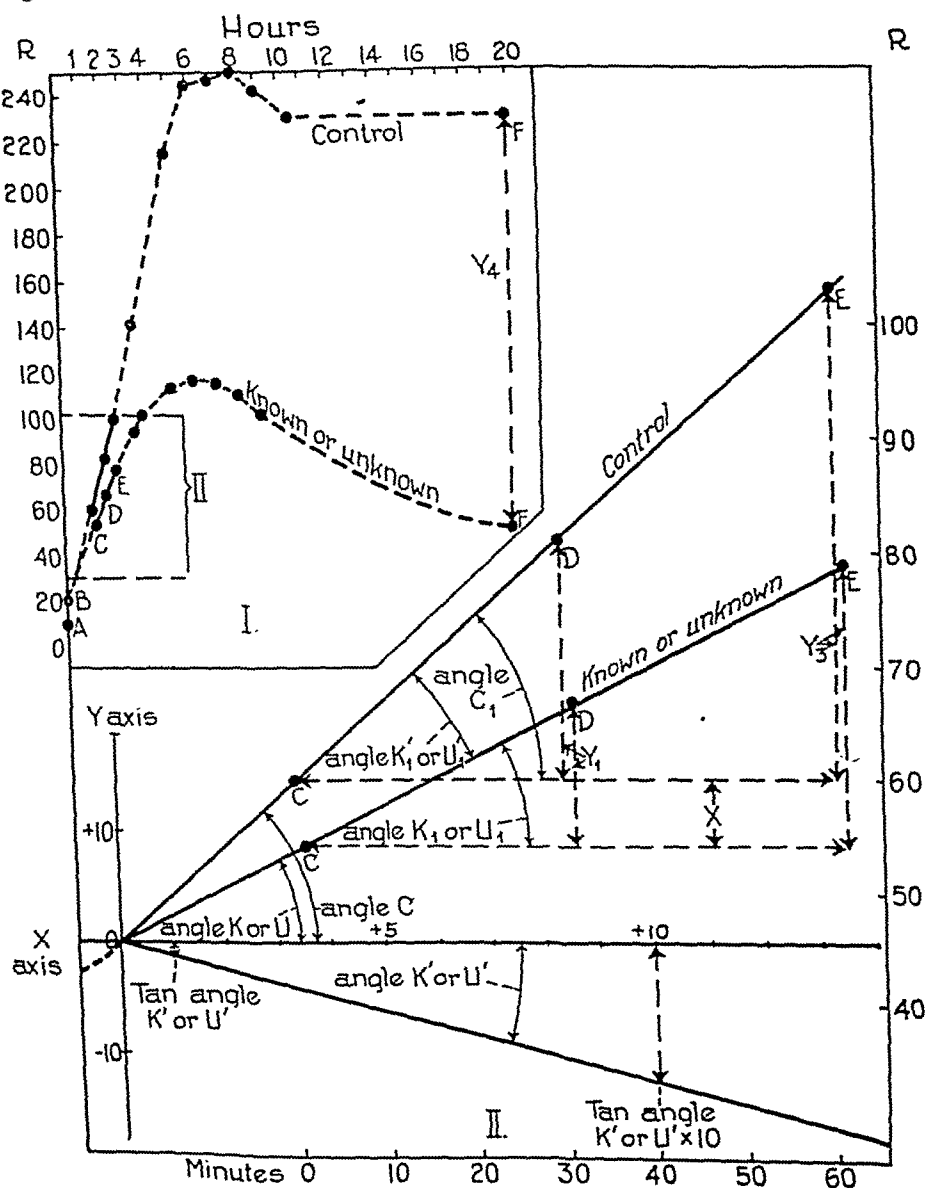 Hours
R 1 2 3 4 6 8 10 12 14 16 18 20 R
240
220
200
180
160
140
120
100
80
60
40
20
0
Control
F
Y4
Known or unknown
F
II
E
D
C
B
A
I.
100
90
80
70
60
50
40
E
Control
D
E
Known or unknown
Y3
D
Y1
angle
C1
angle K'1 or U'1
C
X
angle K1 or U1
C
Y axis
+10
angle C
angle K or U
+5
+10
X
axis
0
Tan angle
K' or U'
angle K' or U'
-10
Tan angle
K' or U' × 10
II.
Minutes 0 10 20 30 40 50 60